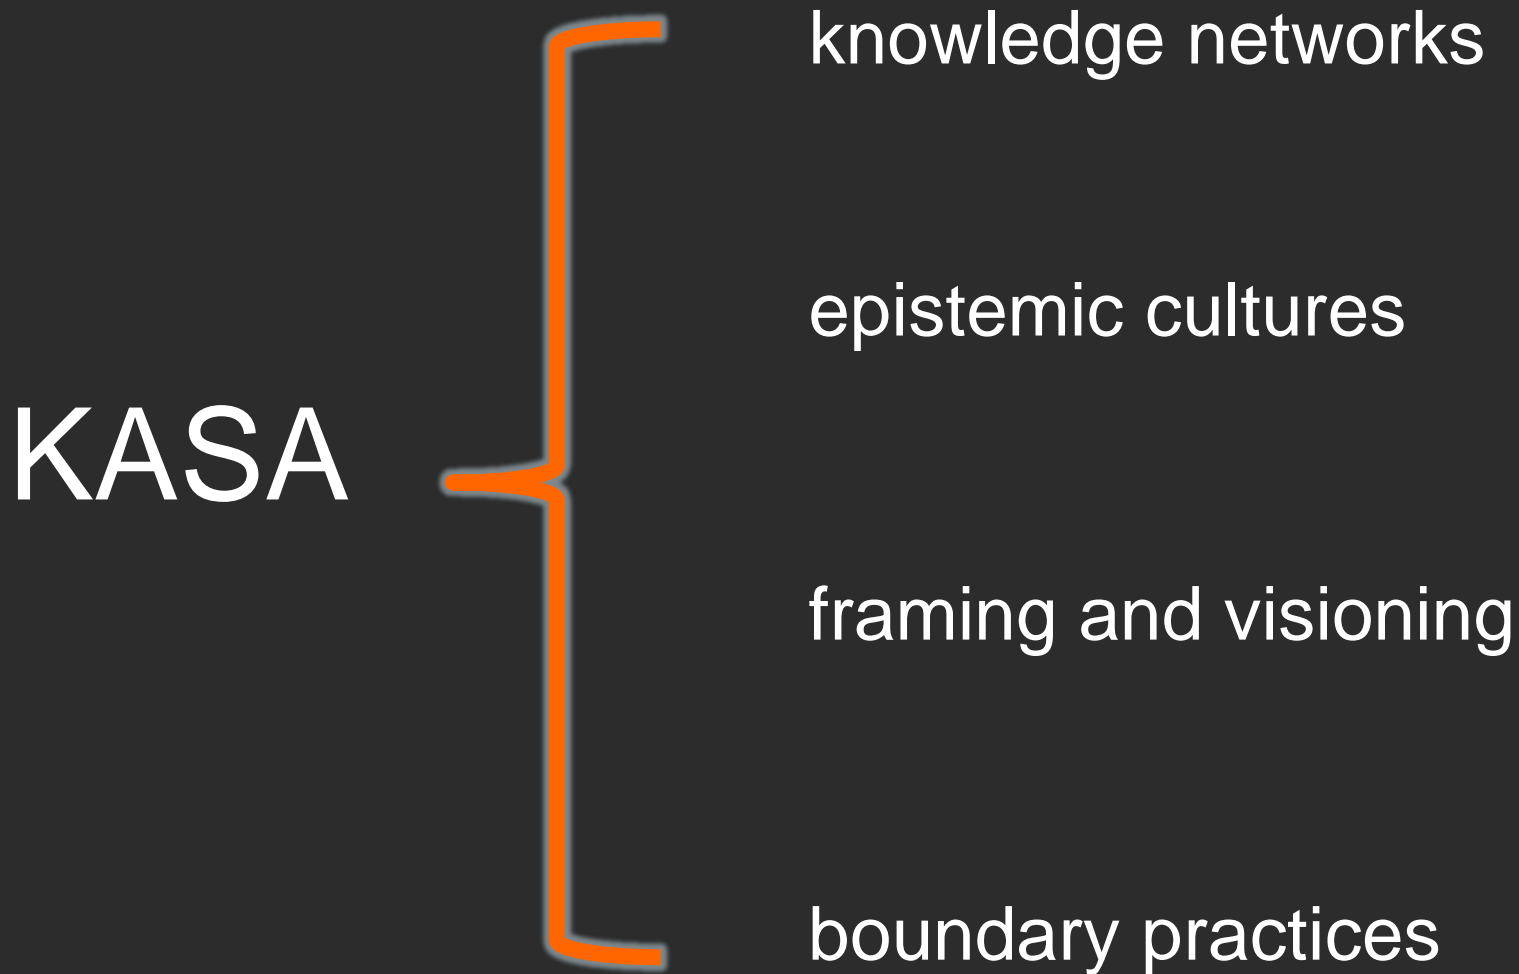 KASA
knowledge networks
epistemic cultures
framing and visioning
boundary practices